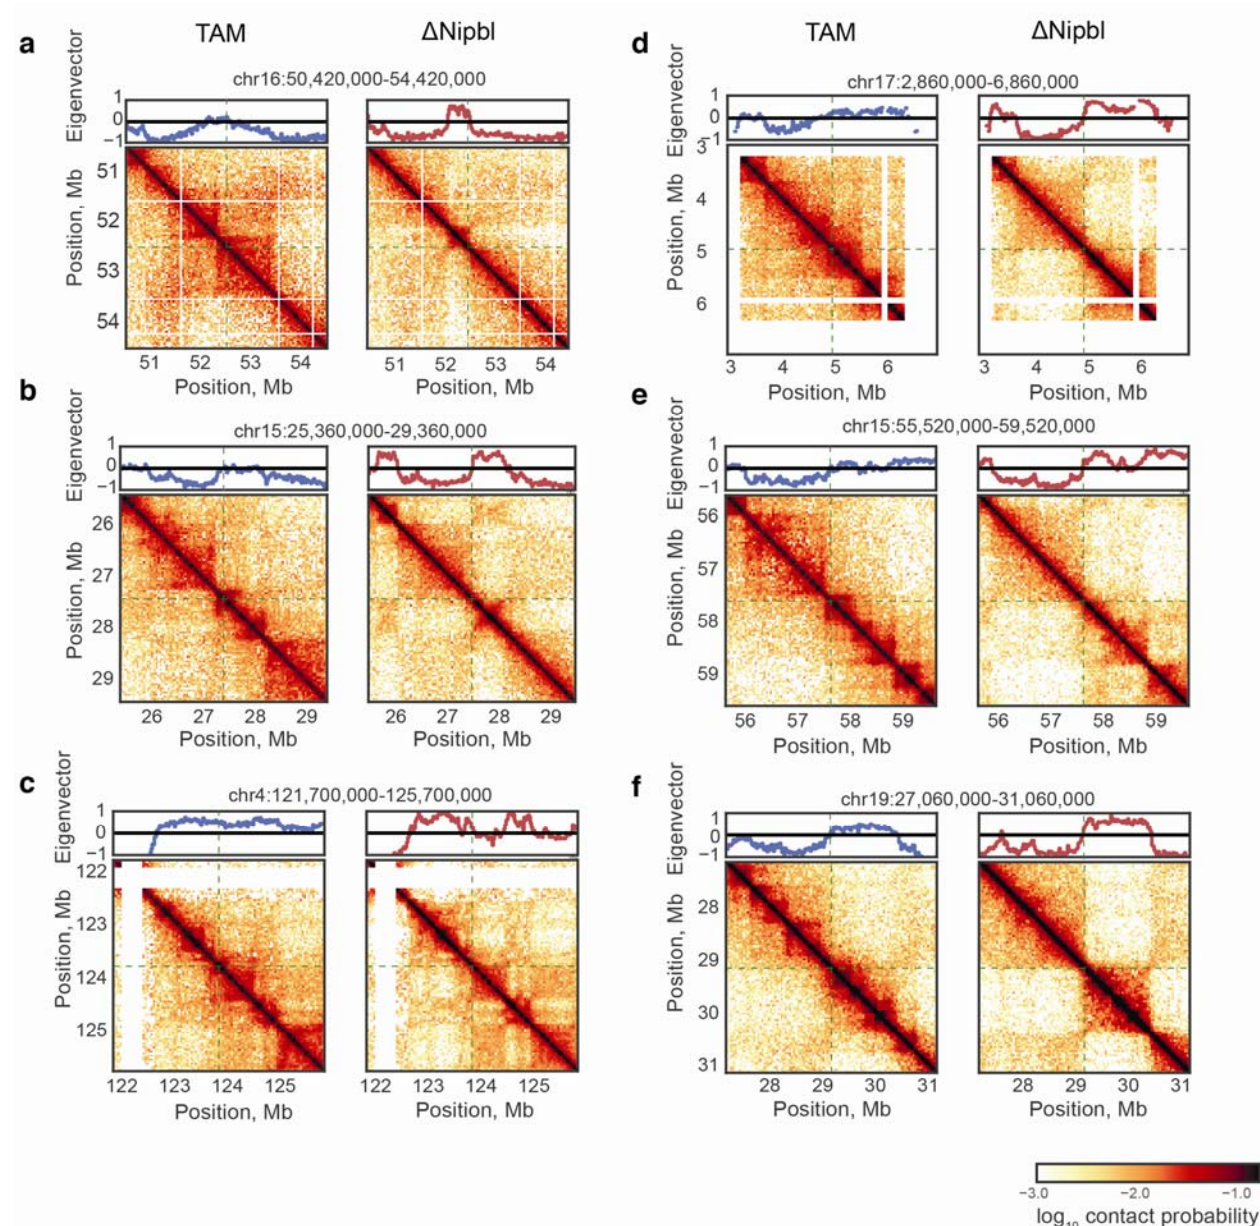 a
TAM
ΔNipbl
chr16:50,420,000-54,420,000
Eigenvector
1
0
−1
Position, Mb
51
52
53
54
51 52 53 54
51 52 53 54
Position, Mb
Position, Mb
b
chr15:25,360,000-29,360,000
Eigenvector
1
0
−1
Position, Mb
26
27
28
29
26 27 28 29
26 27 28 29
Position, Mb
Position, Mb
c
chr4:121,700,000-125,700,000
Eigenvector
1
0
−1
Position, Mb
122
123
124
125
122 123 124 125
122 123 124 125
Position, Mb
Position, Mb
d
TAM
ΔNipbl
chr17:2,860,000-6,860,000
Eigenvector
1
0
−1
Position, Mb
3
4
5
6
3 4 5 6
3 4 5 6
Position, Mb
Position, Mb
e
chr15:55,520,000-59,520,000
Eigenvector
1
0
−1
Position, Mb
56
57
58
59
56 57 58 59
56 57 58 59
Position, Mb
Position, Mb
f
chr19:27,060,000-31,060,000
Eigenvector
1
0
−1
Position, Mb
28
29
30
31
28 29 30 31
28 29 30 31
Position, Mb
Position, Mb
−3.0 −2.0 −1.0
log₁₀ contact probability